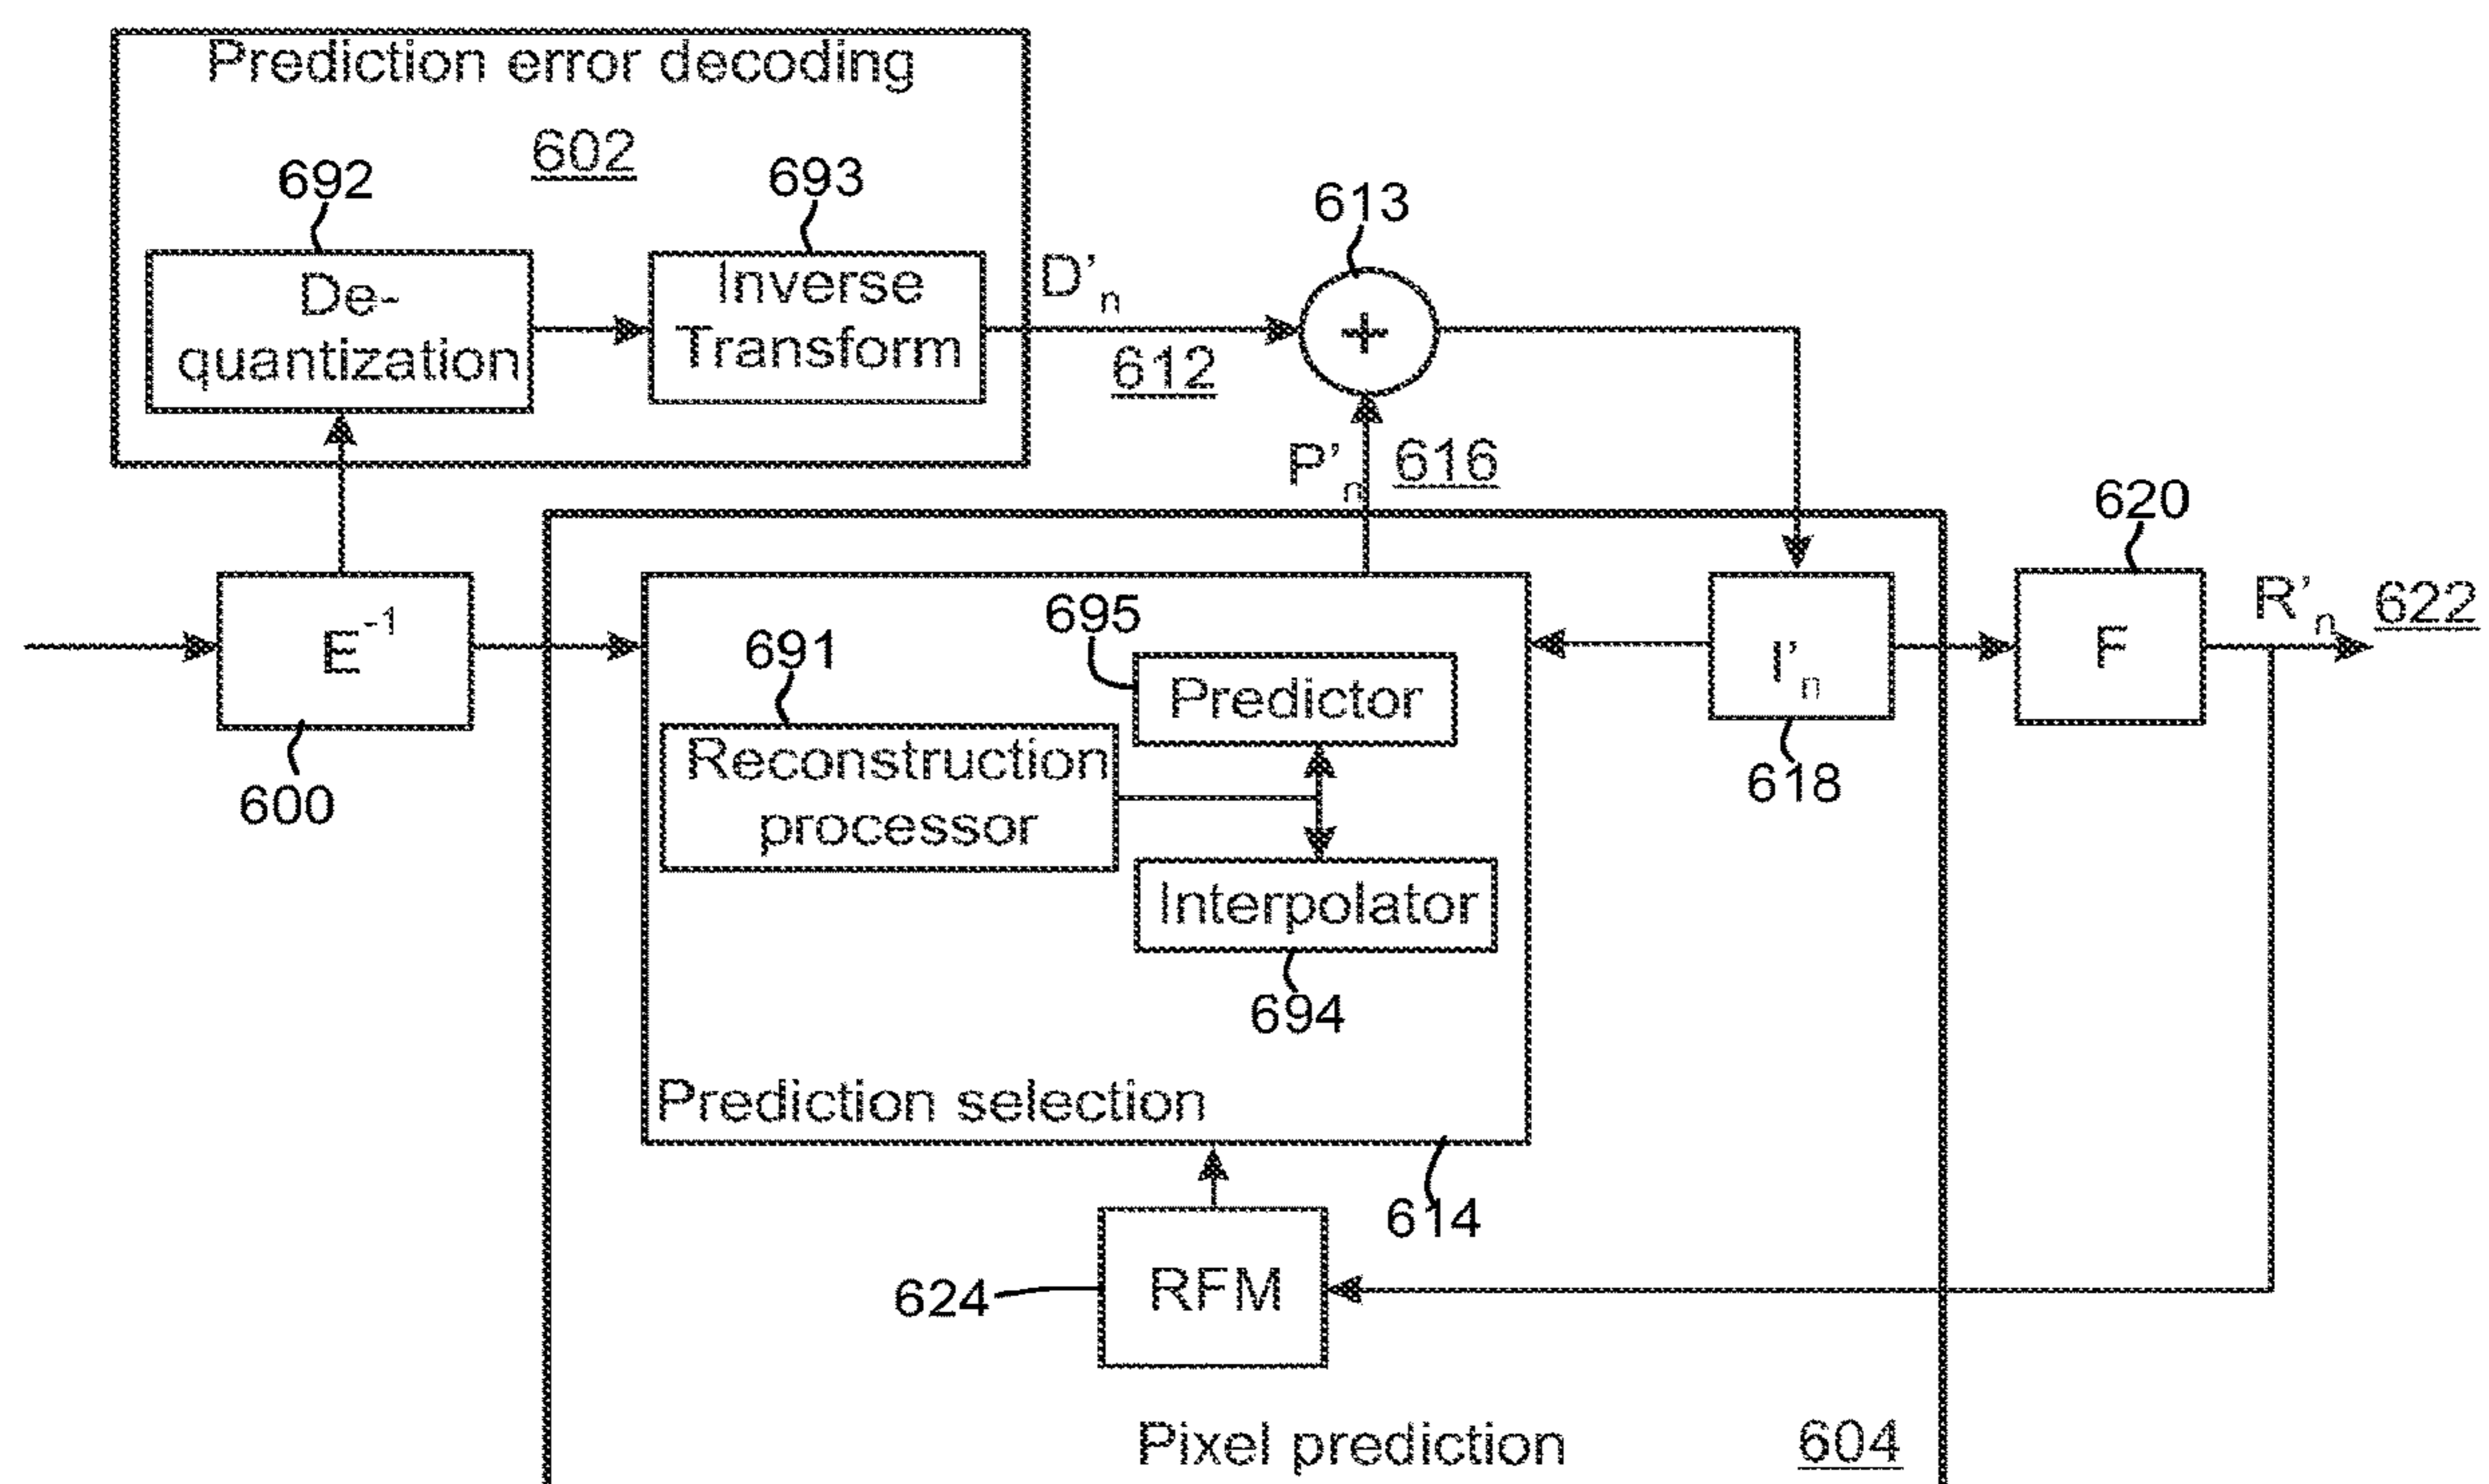 Prediction error decoding
602
692
693
613
De-
quantization
Inverse
Transform
D'n
612
+
P'n
616
620
E-1
600
695
691
Predictor
Reconstruction
processor
Interpolator
694
I'n
618
F
R'n
622
Prediction selection
614
624
RFM
Pixel prediction
604